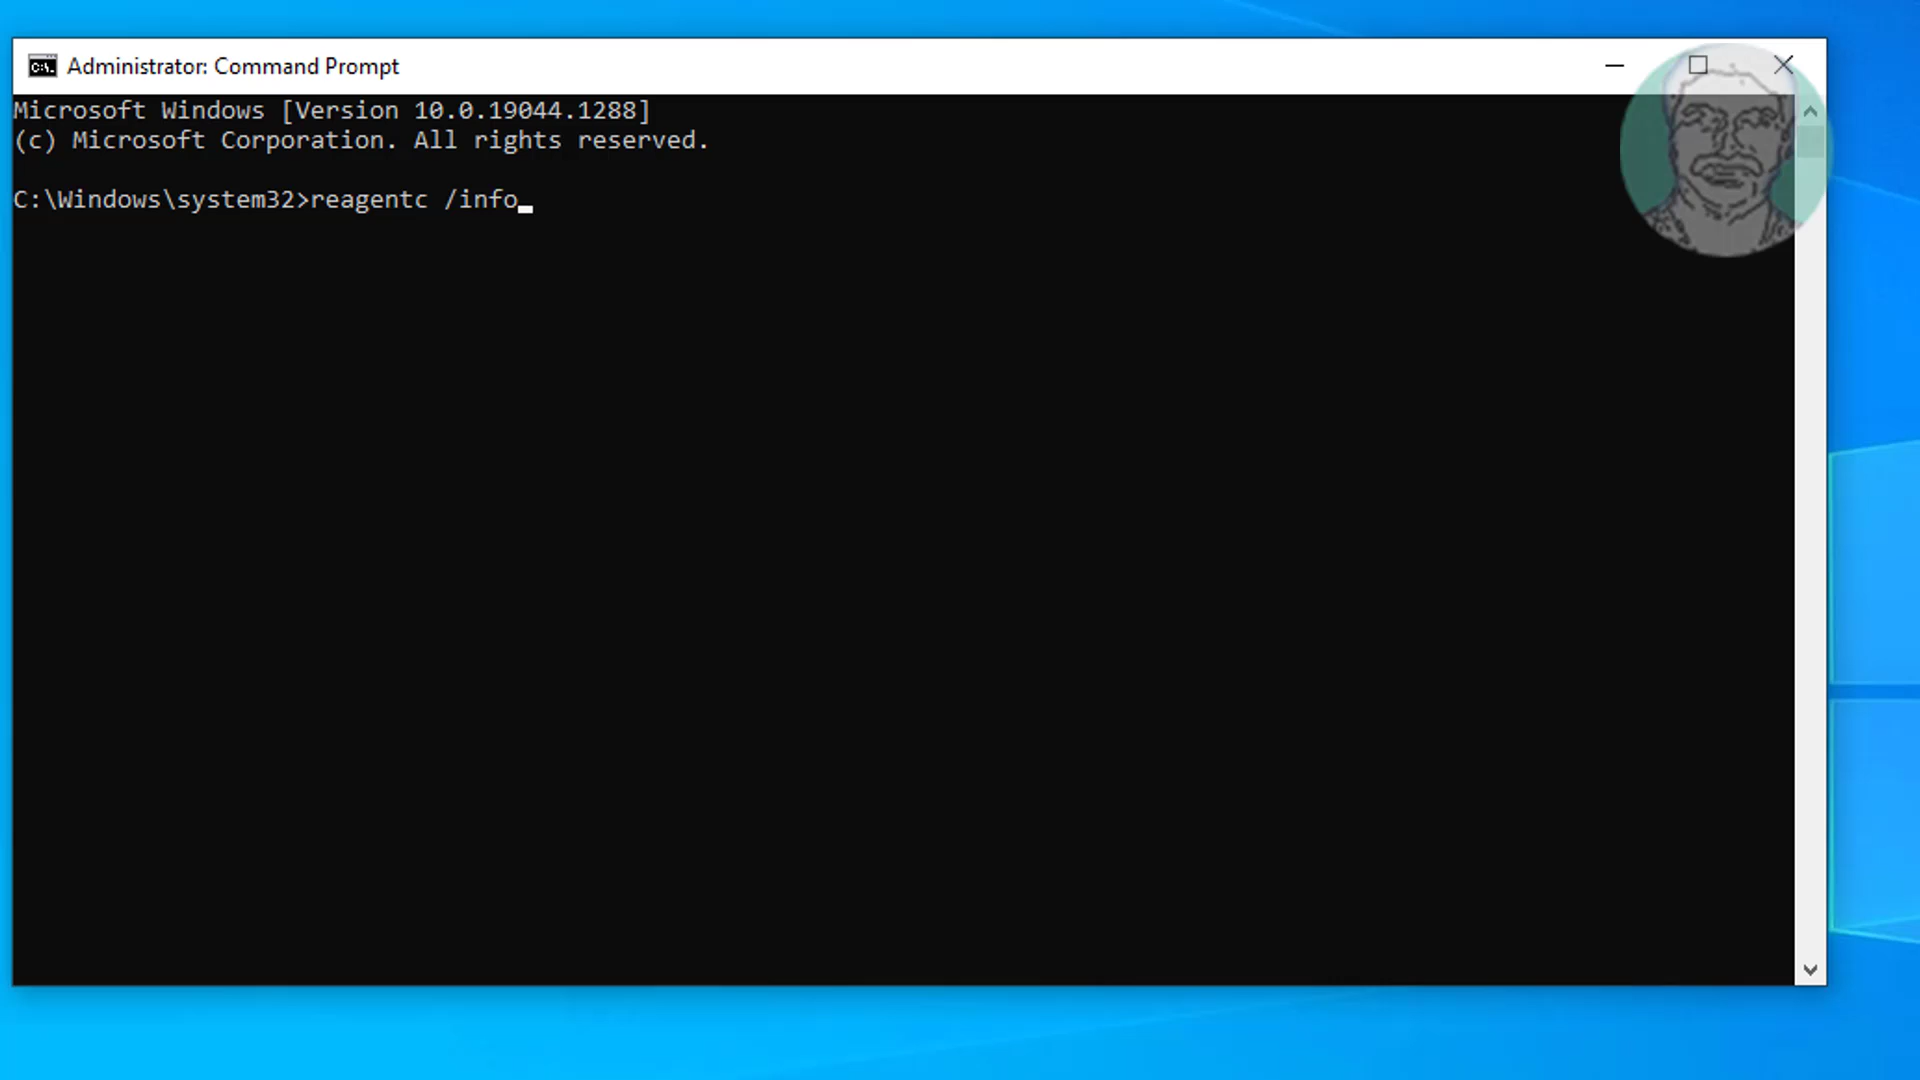 Administrator: Command Prompt
Microsoft Windows [Version 10.0.19044.1288]
(c) Microsoft Corporation. All rights reserved.
C:\Windows\system32>reagentc /info